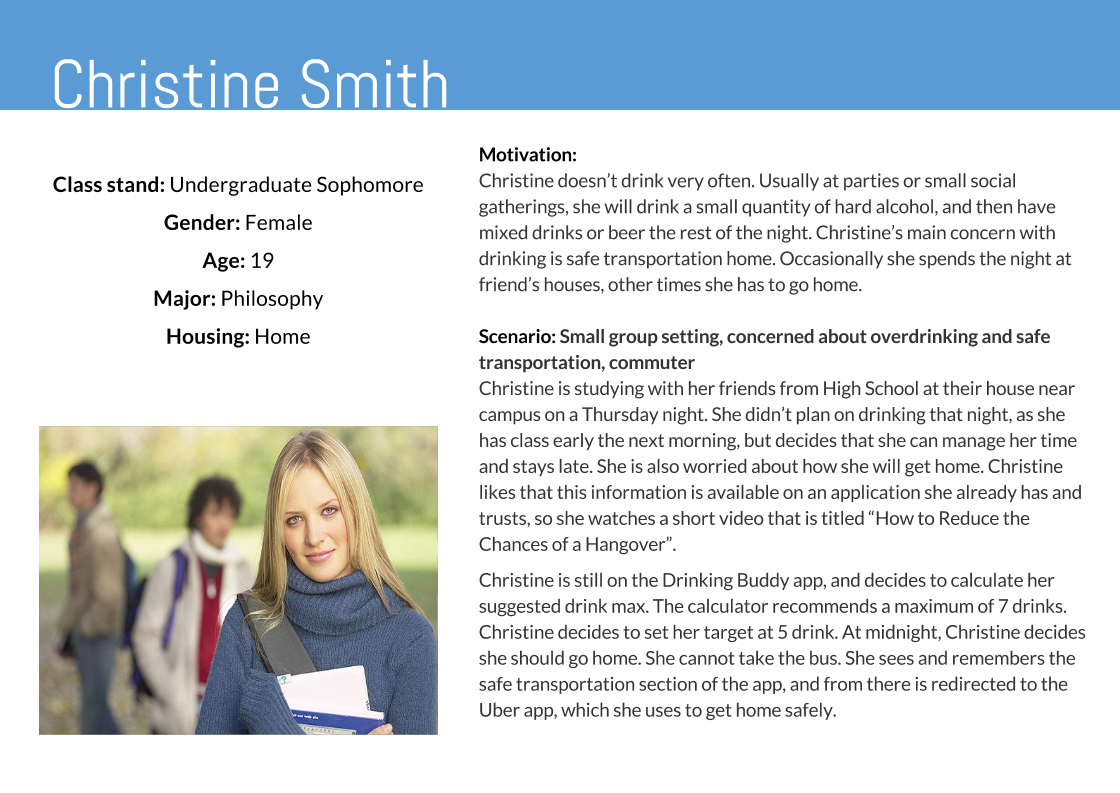 Christine Smith
Class stand: Undergraduate Sophomore
Gender: Female
Age: 19
Major: Philosophy
Housing: Home
Motivation:
Christine doesn’t drink very often. Usually at parties or small social
gatherings, she will drink a small quantity of hard alcohol, and then have
mixed drinks or beer the rest of the night. Christine’s main concern with
drinking is safe transportation home. Occasionally she spends the night at
friend’s houses, other times she has to go home.
Scenario: Small group setting, concerned about overdrinking and safe
transportation, commuter
Christine is studying with her friends from High School at their house near
campus on a Thursday night. She didn’t plan on drinking that night, as she
has class early the next morning, but decides that she can manage her time
and stays late. She is also worried about how she will get home. Christine
likes that this information is available on an application she already has and
trusts, so she watches a short video that is titled “How to Reduce the
Chances of a Hangover”.
Christine is still on the Drinking Buddy app, and decides to calculate her
suggested drink max. The calculator recommends a maximum of 7 drinks.
Christine decides to set her target at 5 drink. At midnight, Christine decides
she should go home. She cannot take the bus. She sees and remembers the
safe transportation section of the app, and from there is redirected to the
Uber app, which she uses to get home safely.